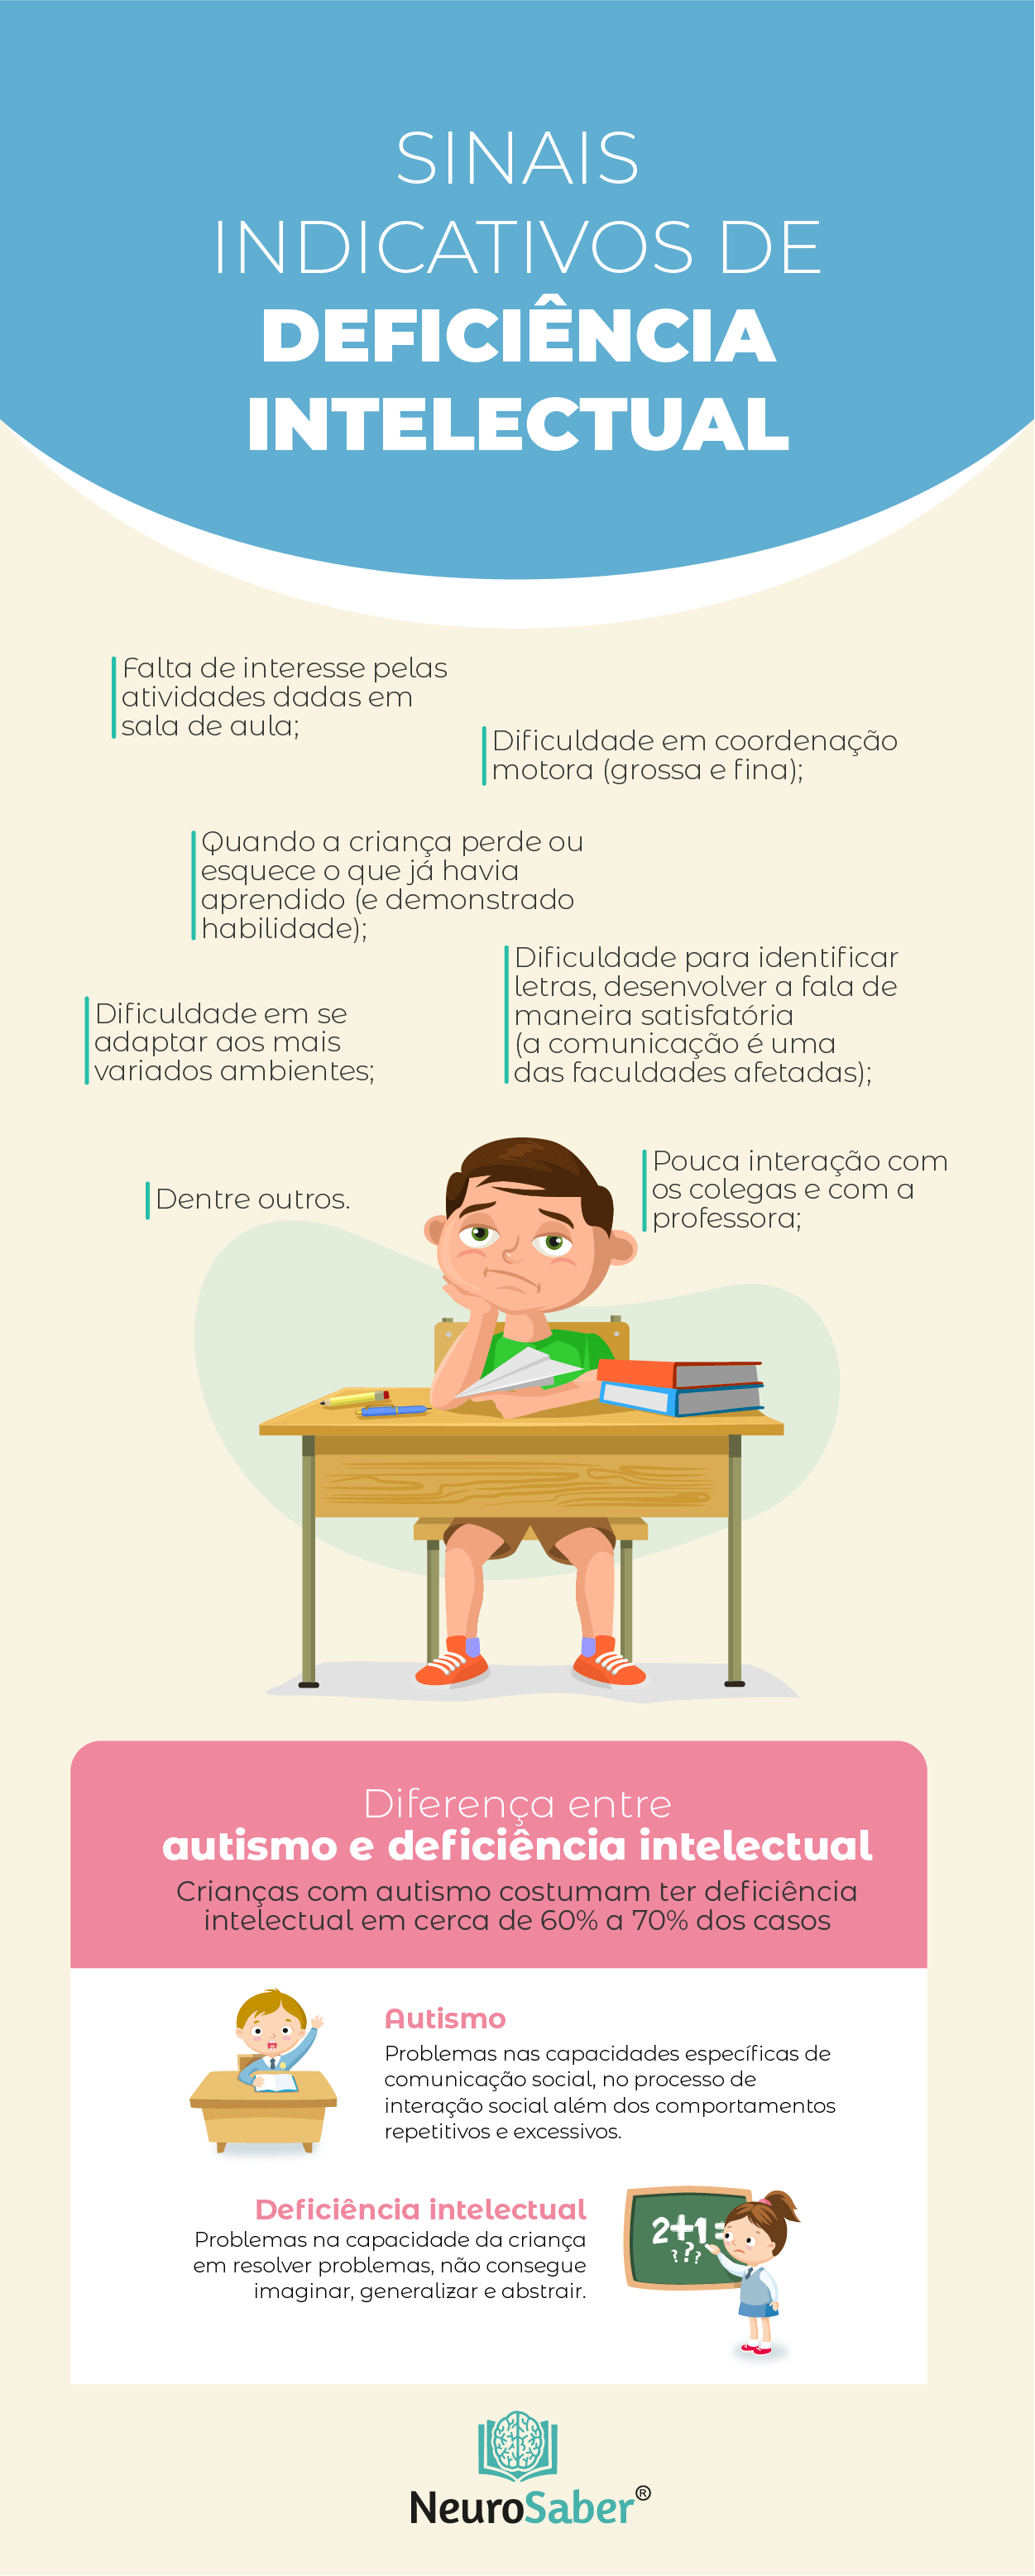 SINAIS
INDICATIVOS DE
DEFICIÊNCIA
INTELECTUAL
Falta de interesse pelas
atividades dadas em
sala de aula;
Dificuldade em coordenação
motora (grossa e fina);
Quando a criança perde ou
esquece o que já havia
aprendido (e demonstrado
habilidade);
Dificuldade para identificar
letras, desenvolver a fala de
maneira satisfatória
(a comunicação é uma
das faculdades afetadas);
Dificuldade em se
adaptar aos mais
variados ambientes;
Pouca interação com
os colegas e com a
professora;
Dentre outros.
Diferença entre
autismo e deficiência intelectual
Crianças com autismo costumam ter deficiência
intelectual em cerca de 60% a 70% dos casos
Autismo
Problemas nas capacidades específicas de
comunicação social, no processo de
interação social além dos comportamentos
repetitivos e excessivos.
Deficiência intelectual
Problemas na capacidade da criança
em resolver problemas, não consegue
imaginar, generalizar e abstrair.
2+1=
???
NeuroSaber®